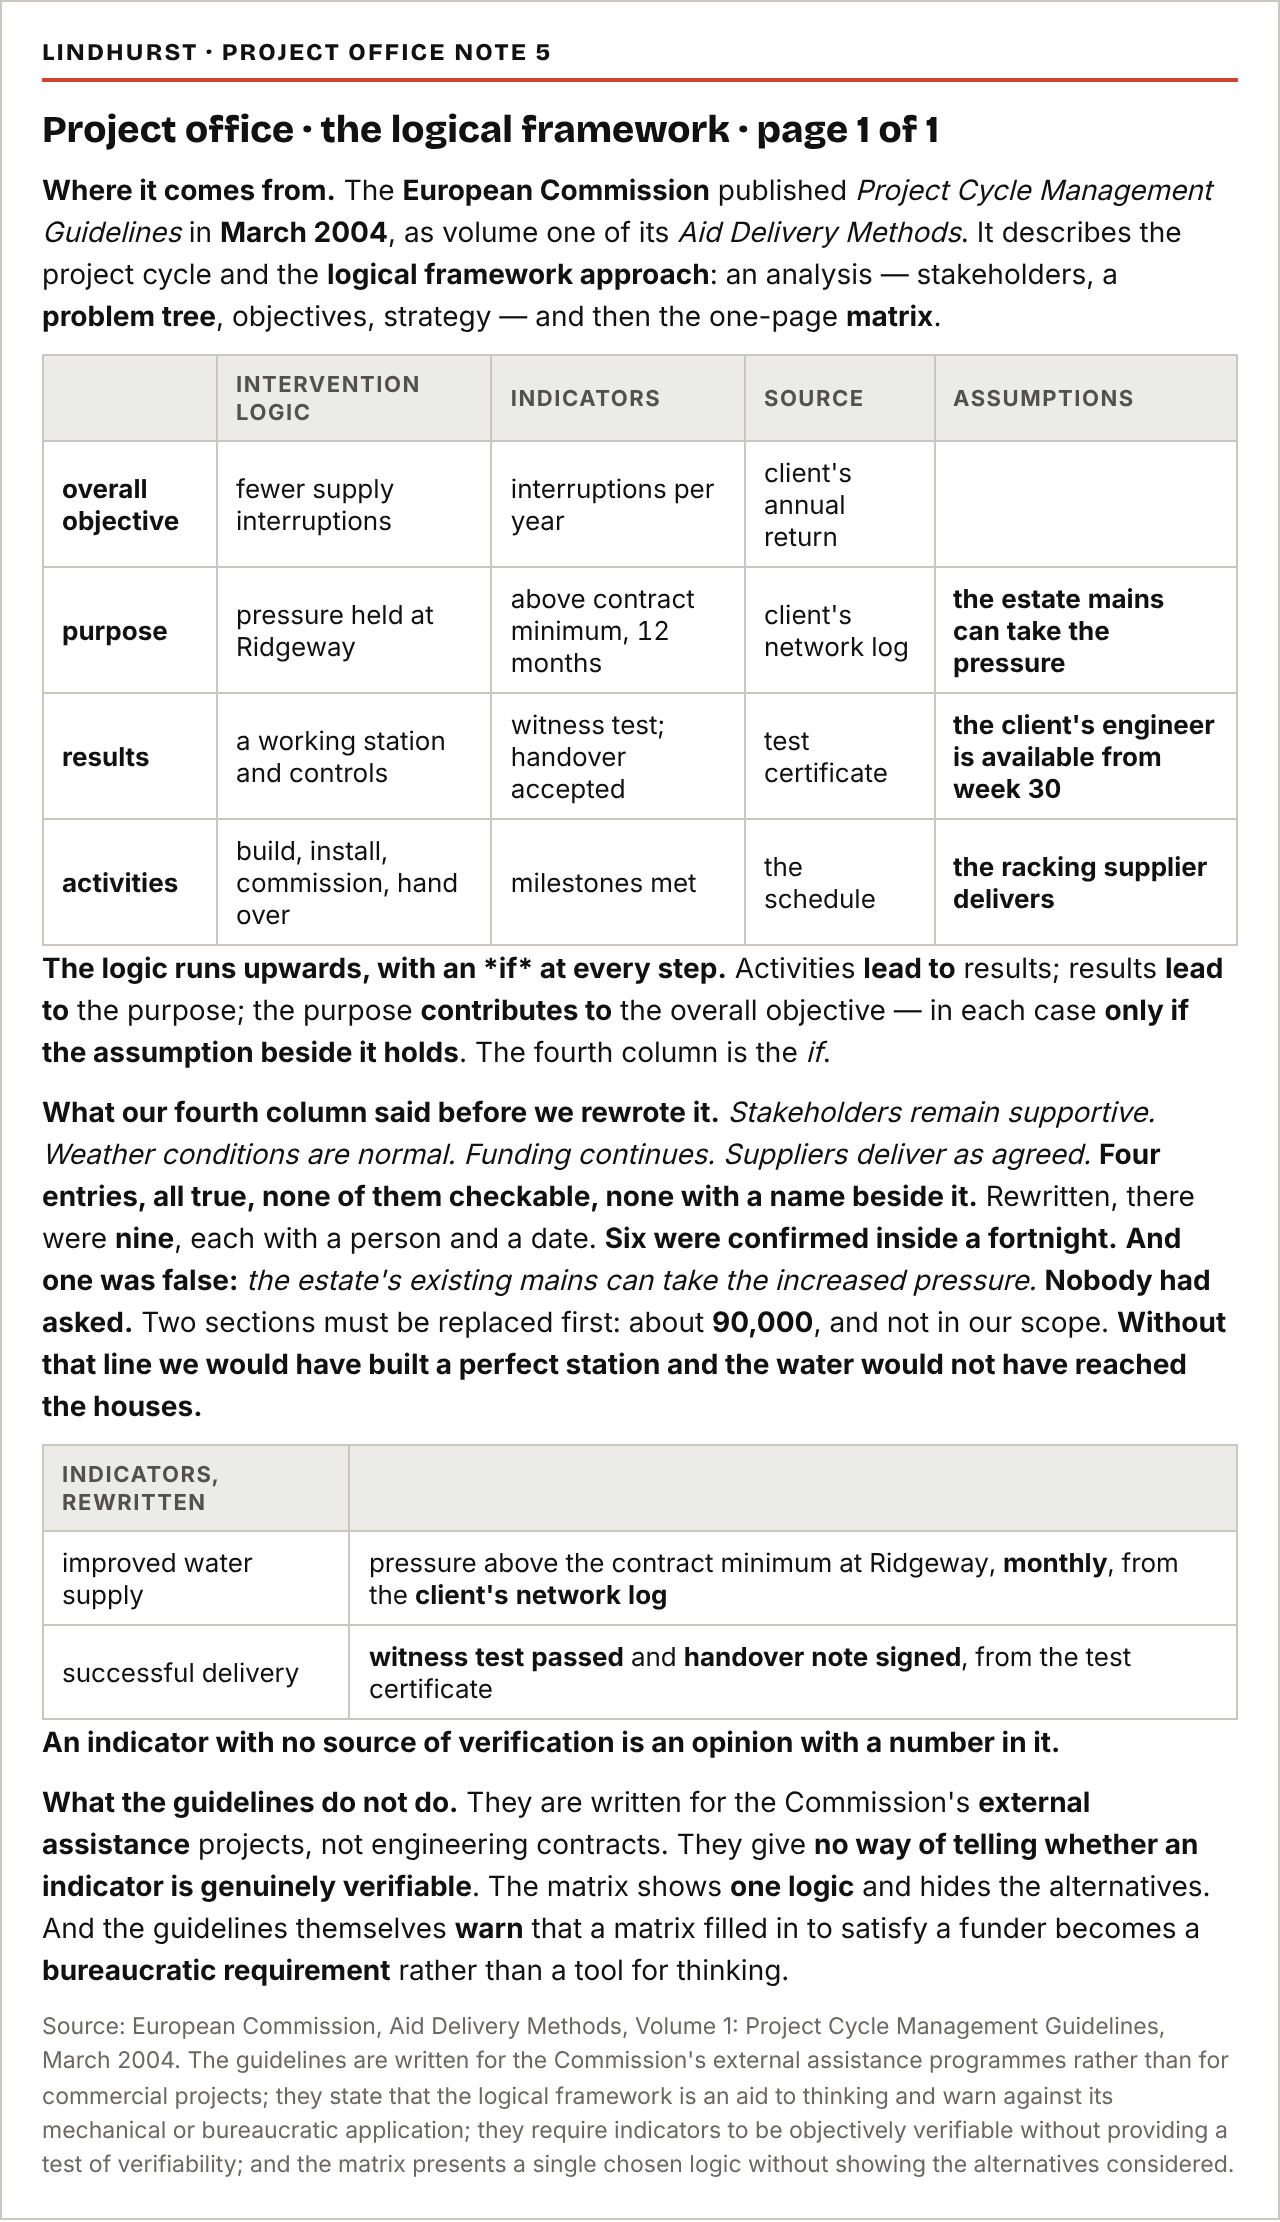 LINDHURST · PROJECT OFFICE NOTE 5
Project office · the logical framework · page 1 of 1
Where it comes from. The European Commission published Project Cycle Management
Guidelines in March 2004, as volume one of its Aid Delivery Methods. It describes the
project cycle and the logical framework approach: an analysis — stakeholders, a
problem tree, objectives, strategy — and then the one-page matrix.
INTERVENTION
LOGIC
INDICATORS
SOURCE
ASSUMPTIONS
overall
objective
fewer supply
interruptions
interruptions per
year
client's
annual
return
purpose
pressure held at
Ridgeway
above contract
minimum, 12
months
client's
network log
the estate mains
can take the
pressure
results
a working station
and controls
witness test;
handover
accepted
test
certificate
the client's engineer
is available from
week 30
activities
build, install,
commission, hand
over
milestones met
the
schedule
the racking supplier
delivers
The logic runs upwards, with an *if* at every step. Activities lead to results; results lead
to the purpose; the purpose contributes to the overall objective — in each case only if
the assumption beside it holds. The fourth column is the if.
What our fourth column said before we rewrote it. Stakeholders remain supportive.
Weather conditions are normal. Funding continues. Suppliers deliver as agreed. Four
entries, all true, none of them checkable, none with a name beside it. Rewritten, there
were nine, each with a person and a date. Six were confirmed inside a fortnight. And
one was false: the estate's existing mains can take the increased pressure. Nobody had
asked. Two sections must be replaced first: about 90,000, and not in our scope. Without
that line we would have built a perfect station and the water would not have reached
the houses.
INDICATORS,
REWRITTEN
improved water
supply
pressure above the contract minimum at Ridgeway, monthly, from
the client's network log
successful delivery
witness test passed and handover note signed, from the test
certificate
An indicator with no source of verification is an opinion with a number in it.
What the guidelines do not do. They are written for the Commission's external
assistance projects, not engineering contracts. They give no way of telling whether an
indicator is genuinely verifiable. The matrix shows one logic and hides the alternatives.
And the guidelines themselves warn that a matrix filled in to satisfy a funder becomes a
bureaucratic requirement rather than a tool for thinking.
Source: European Commission, Aid Delivery Methods, Volume 1: Project Cycle Management Guidelines,
March 2004. The guidelines are written for the Commission's external assistance programmes rather than for
commercial projects; they state that the logical framework is an aid to thinking and warn against its
mechanical or bureaucratic application; they require indicators to be objectively verifiable without providing a
test of verifiability; and the matrix presents a single chosen logic without showing the alternatives considered.